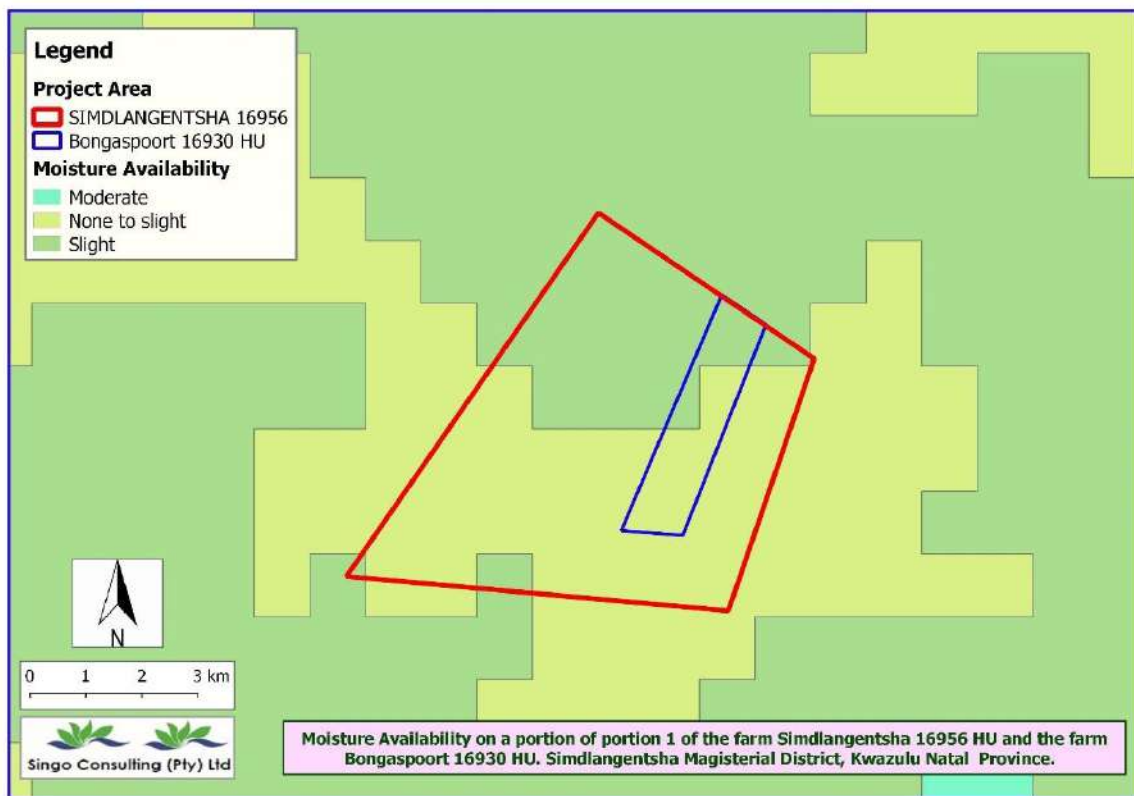 Legend
Project Area
SIMDLANGENTSHA 16956
Bongaspoort 16930 HU
Moisture Availability
Moderate
None to slight
Slight
N
0 1 2 3 km
Singo Consulting (Pty) Ltd
Moisture Availability on a portion of portion 1 of the farm Simdlangentsha 16956 HU and the farm
Bongaspoort 16930 HU. Simdlangentsha Magisterial District, Kwazulu Natal Province.